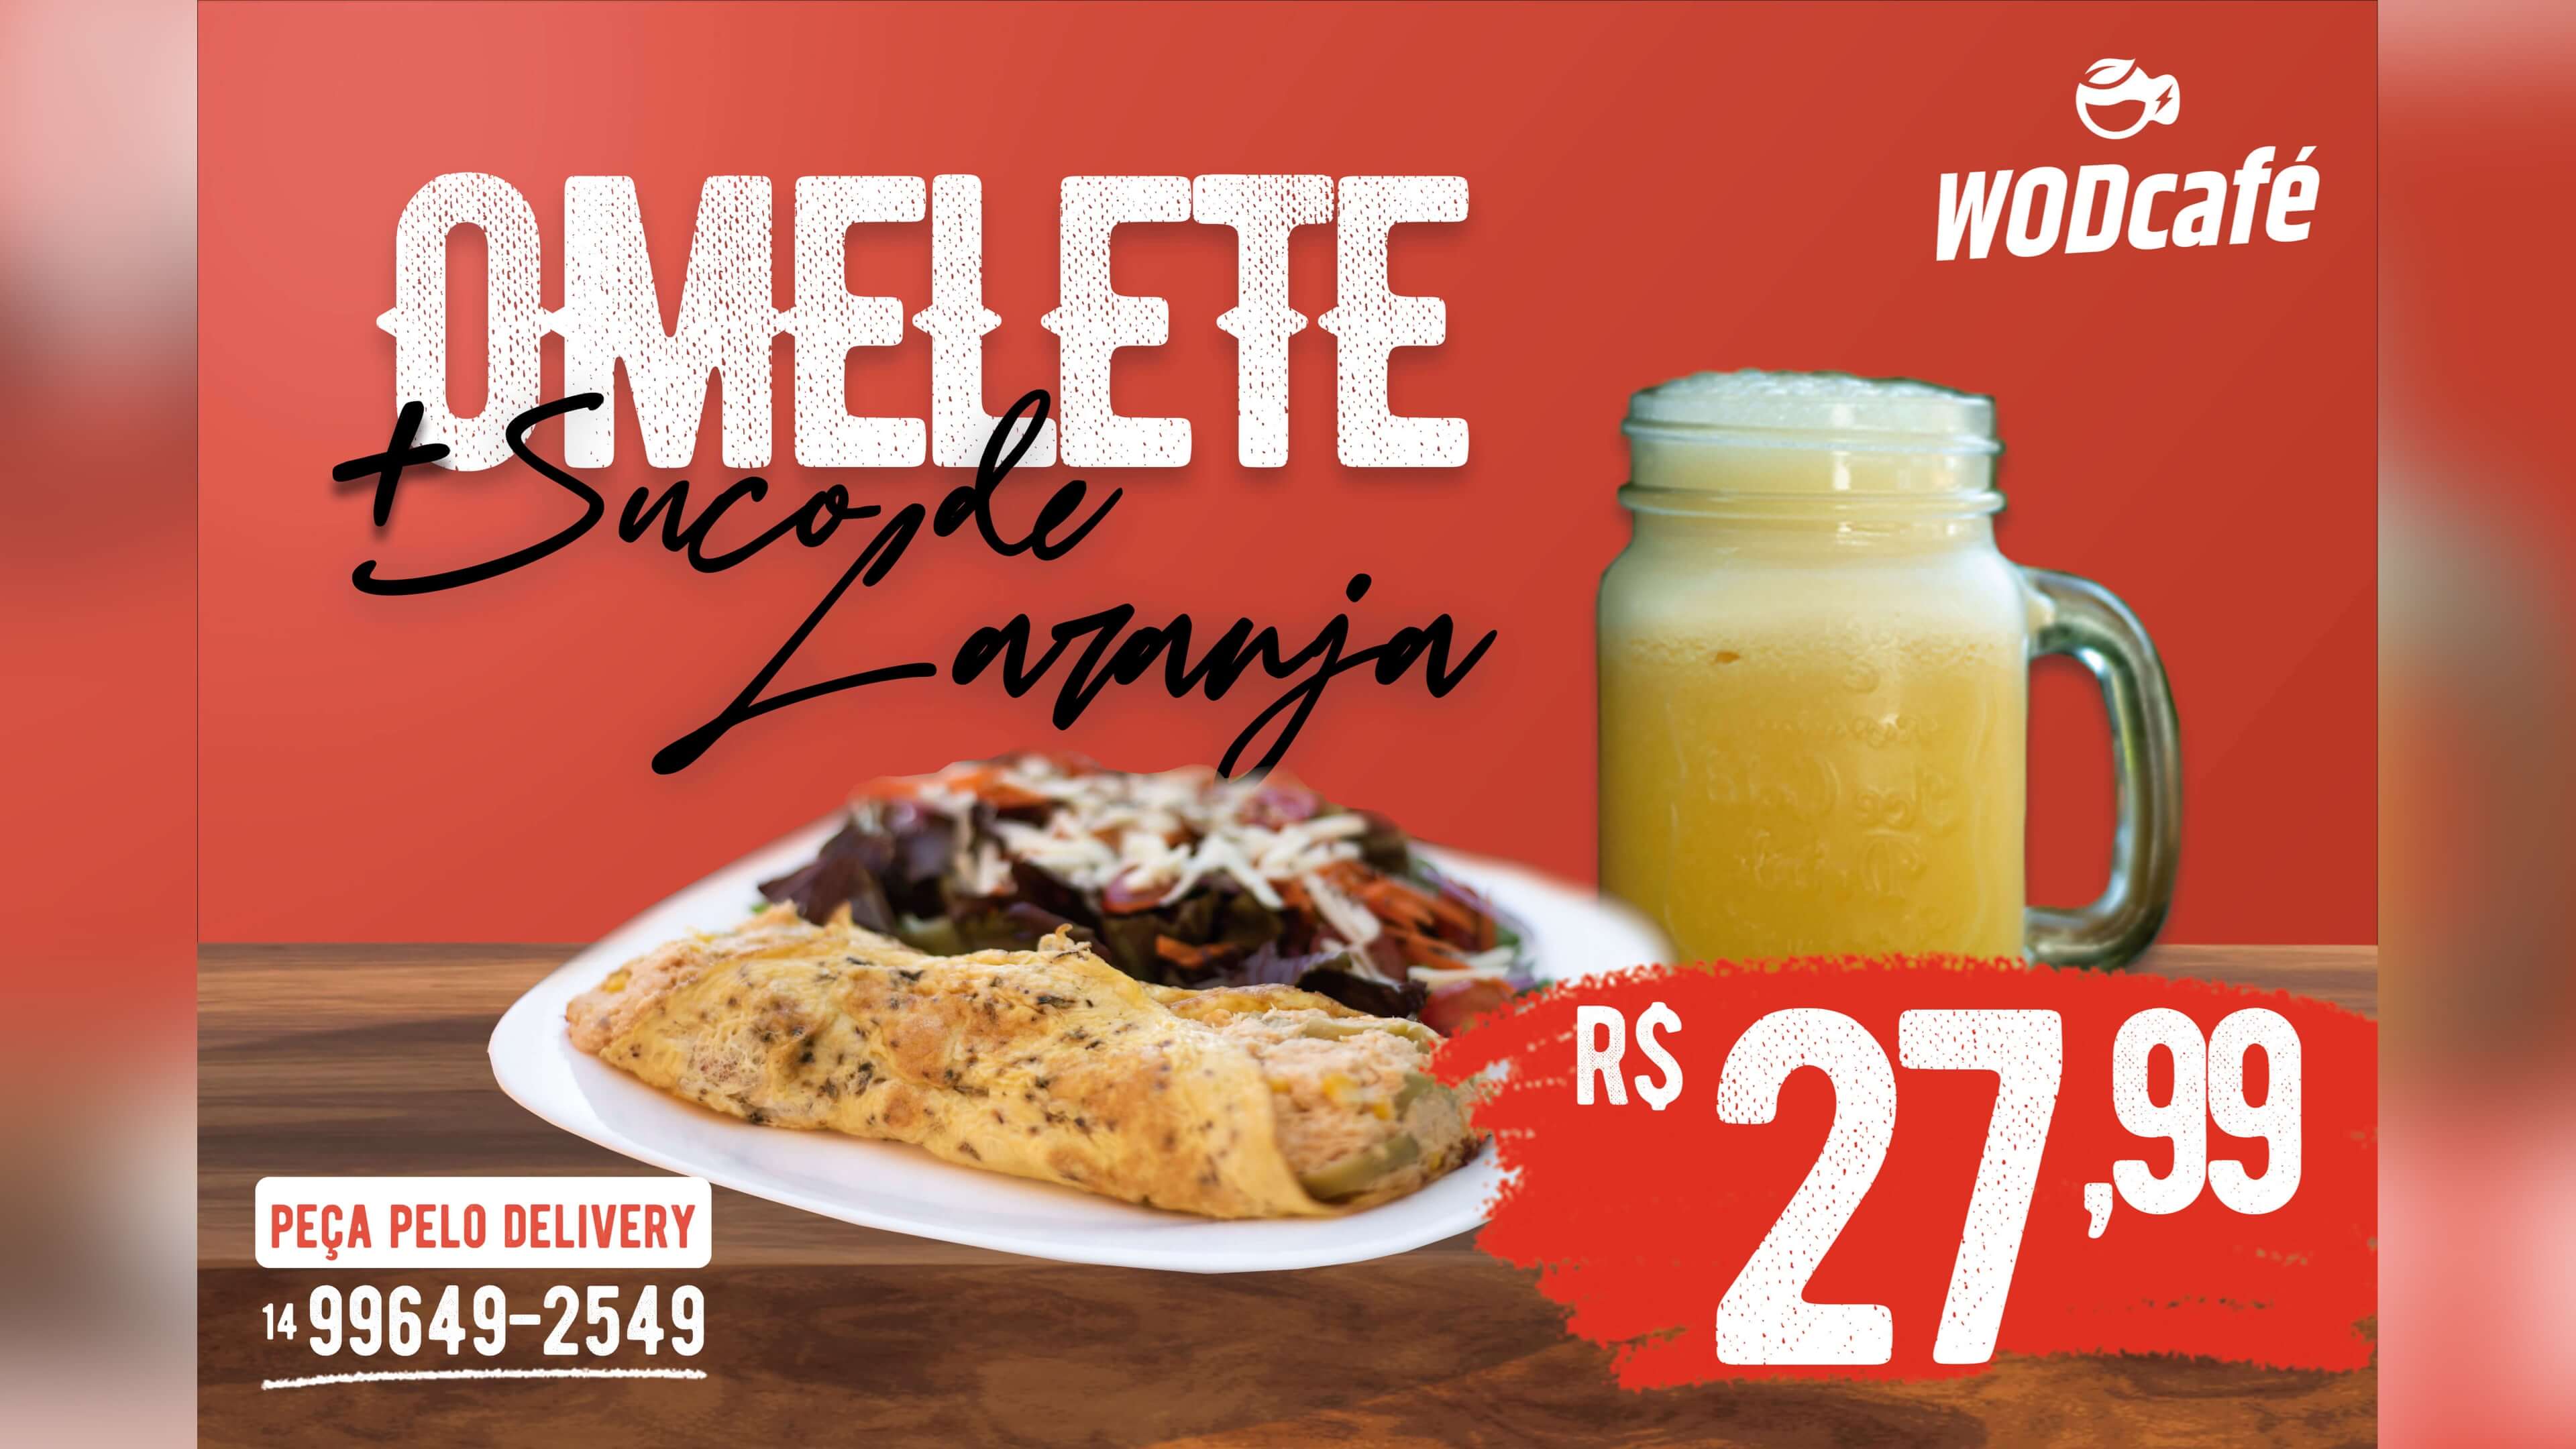 WODcafé
OMELETE
+ Suco de
Laranja
R$ 27,99
PEÇA PELO DELIVERY
14 99649-2549